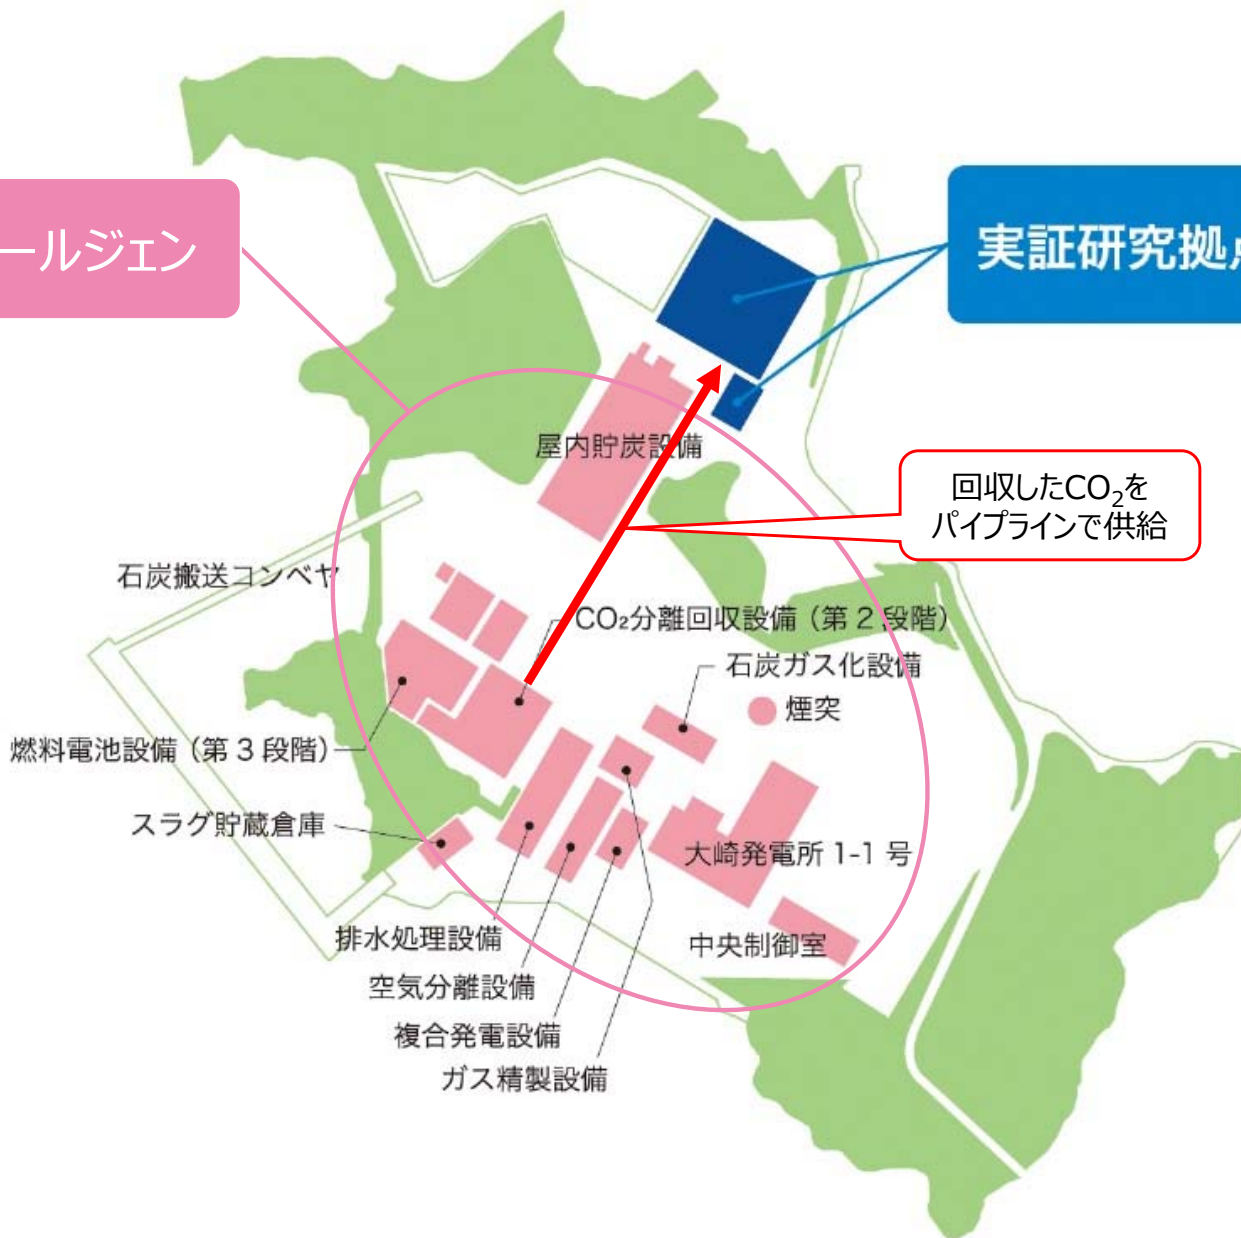 ールジェン
実証研究拠点
屋内貯炭設備
回収したCO₂を
パイプラインで供給
石炭搬送コンベヤ
CO₂分離回収設備（第２段階）
石炭ガス化設備
煙突
燃料電池設備（第３段階）
スラグ貯蔵倉庫
大崎発電所 1-1 号
排水処理設備
中央制御室
空気分離設備
複合発電設備
ガス精製設備